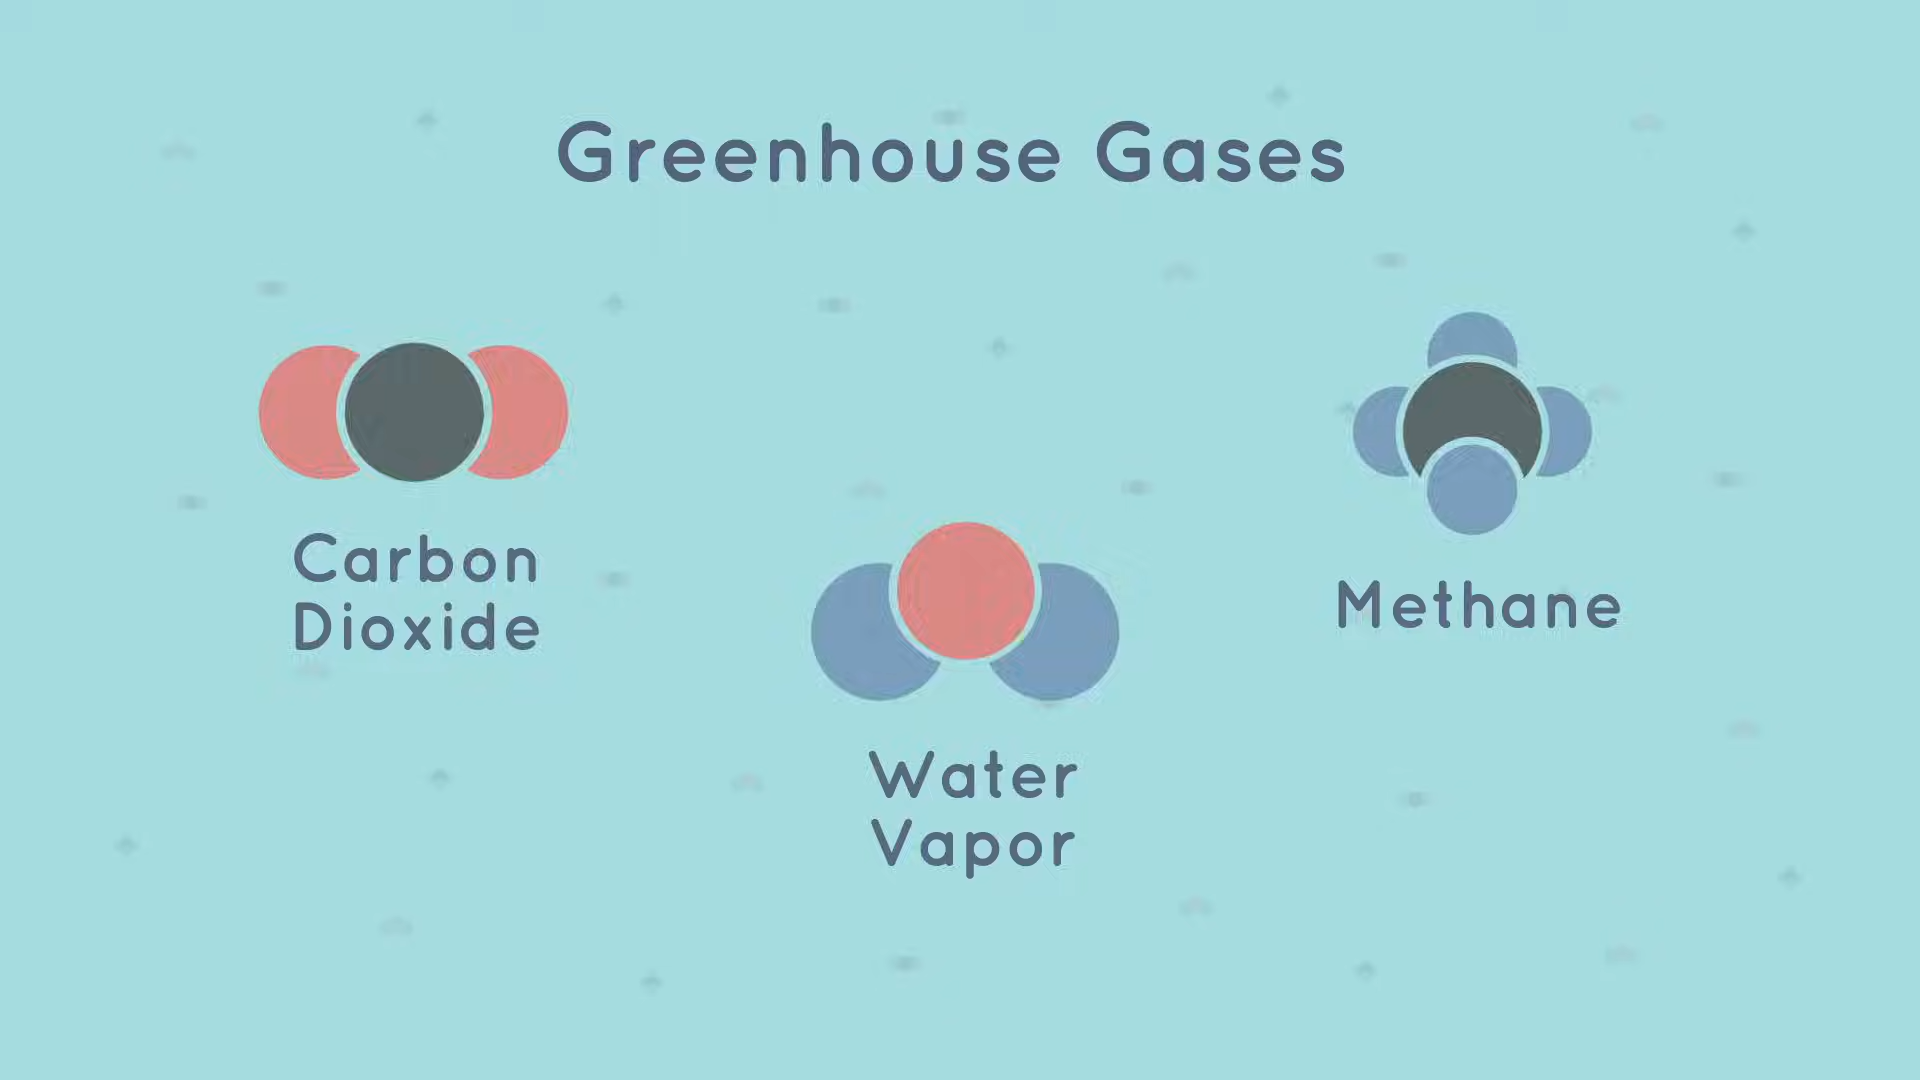 Greenhouse Gases
Carbon
Dioxide
Water
Vapor
Methane